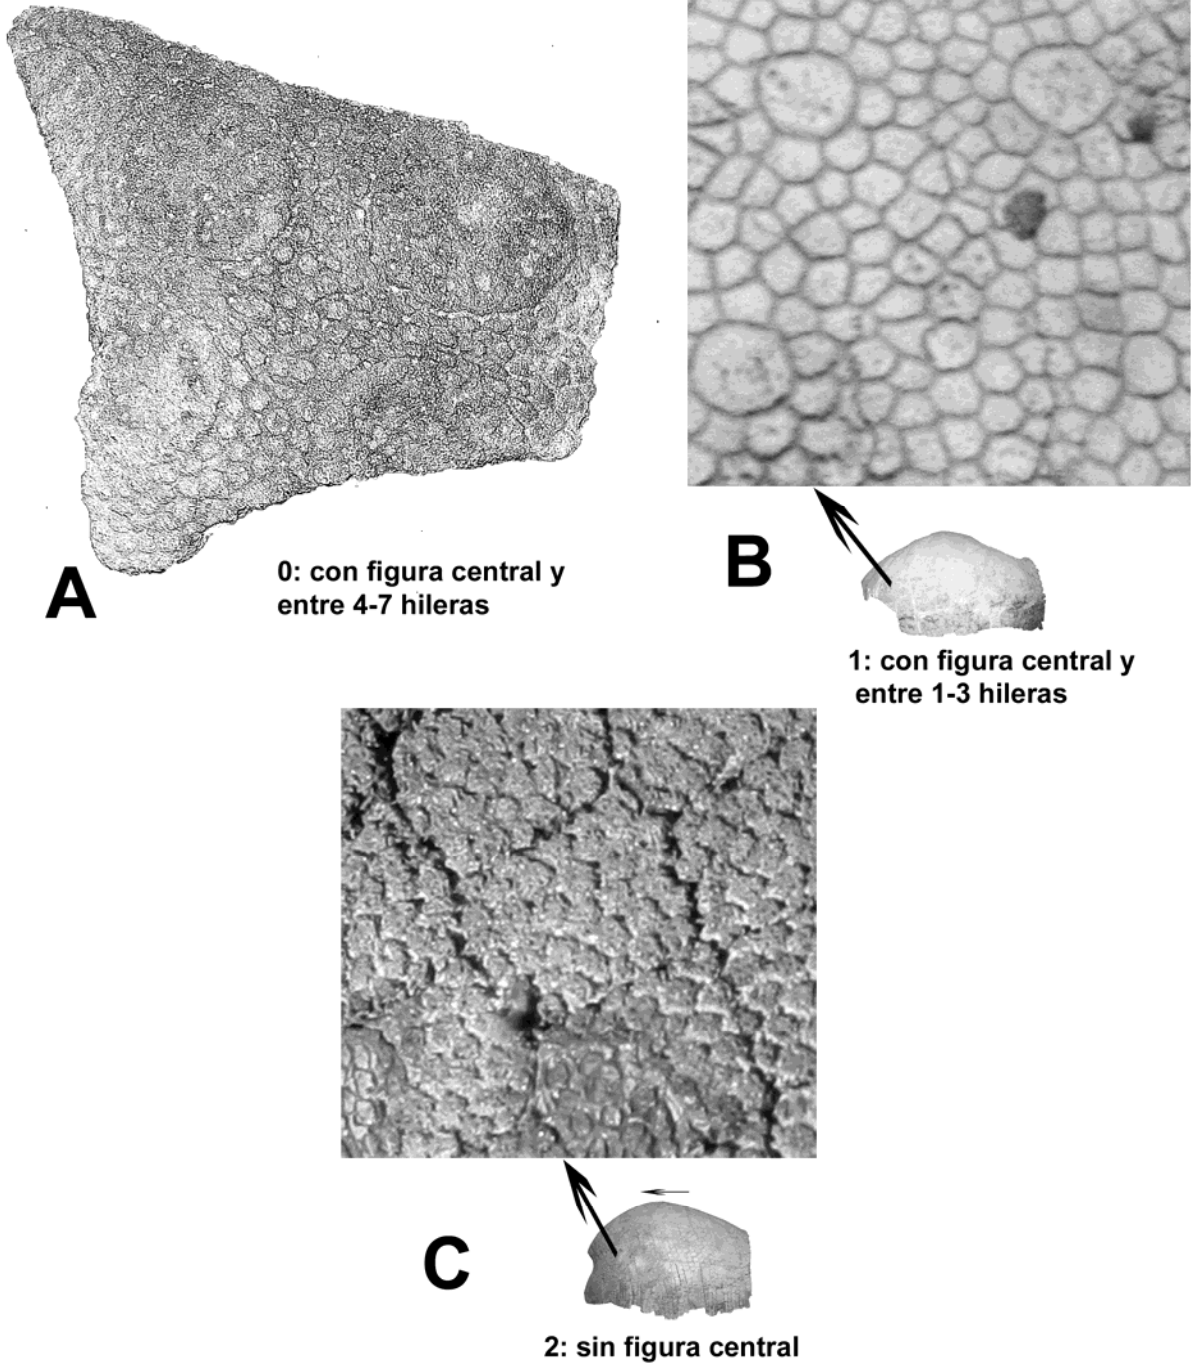 A
0: con figura central y
entre 4-7 hileras
B
1: con figura central y
entre 1-3 hileras
C
2: sin figura central